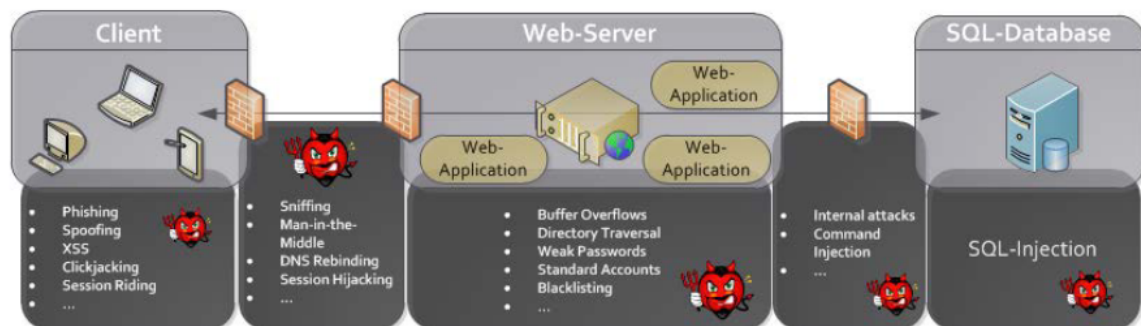 Client
Web-Server
SQL-Database
Web-
Application
Web-
Application
Web-
Application
• Phishing
• Spoofing
• XSS
• Clickjacking
• Session Riding
• ...
• Sniffing
• Man-in-the-
Middle
• DNS Rebinding
• Session Hijacking
• ...
• Buffer Overflows
• Directory Traversal
• Weak Passwords
• Standard Accounts
• Blacklisting
• ...
• Internal attacks
• Command
Injection
• ...
SQL-Injection